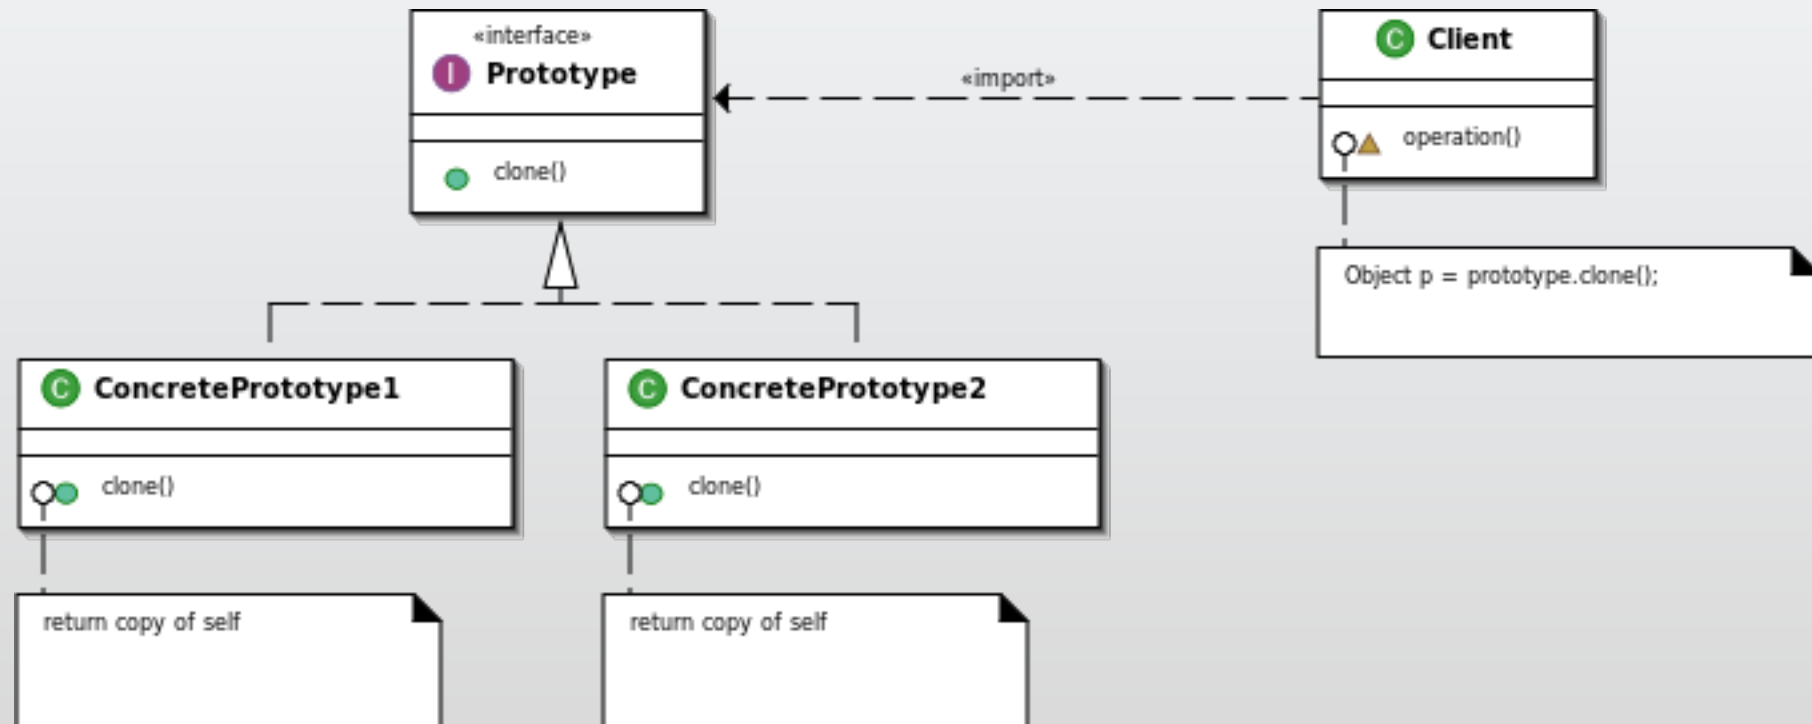 «interface»
I Prototype
clone()
«import»
C Client
operation()
Object p = prototype.clone();
C ConcretePrototype1
clone()
return copy of self
C ConcretePrototype2
clone()
return copy of self